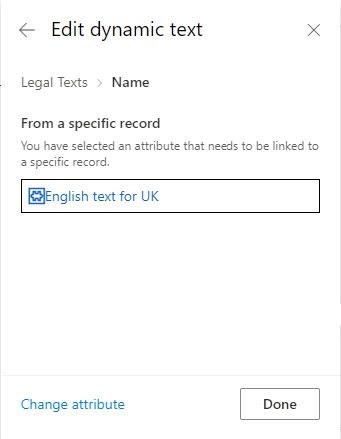 Edit dynamic text
Legal Texts > Name
From a specific record
You have selected an attribute that needs to be linked to
a specific record.
English text for UK
Change attribute
Done